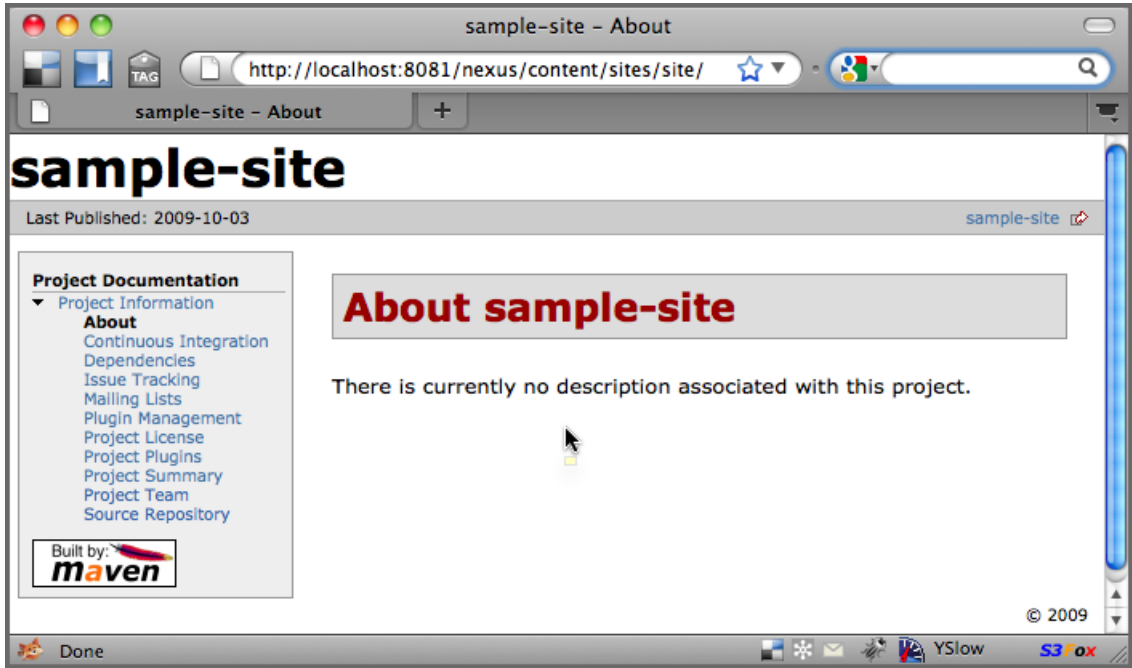 sample-site – About
TAG
http://localhost:8081/nexus/content/sites/site/
sample-site – About
+
sample-site
Last Published: 2009-10-03
sample-site
Project Documentation
Project Information
About
Continuous Integration
Dependencies
Issue Tracking
Mailing Lists
Plugin Management
Project License
Project Plugins
Project Summary
Project Team
Source Repository
Built by:
maven
About sample-site
There is currently no description associated with this project.
© 2009
Done
YSlow
S3Fox